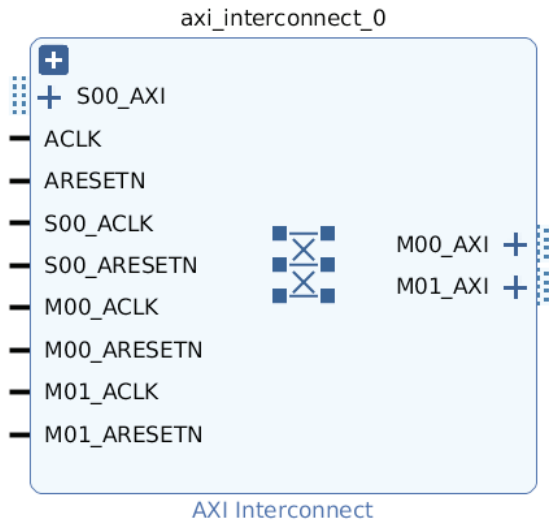 axi_interconnect_0
S00_AXI
ACLK
ARESETN
S00_ACLK
S00_ARESETN
M00_ACLK
M00_ARESETN
M01_ACLK
M01_ARESETN
M00_AXI
M01_AXI
AXI Interconnect